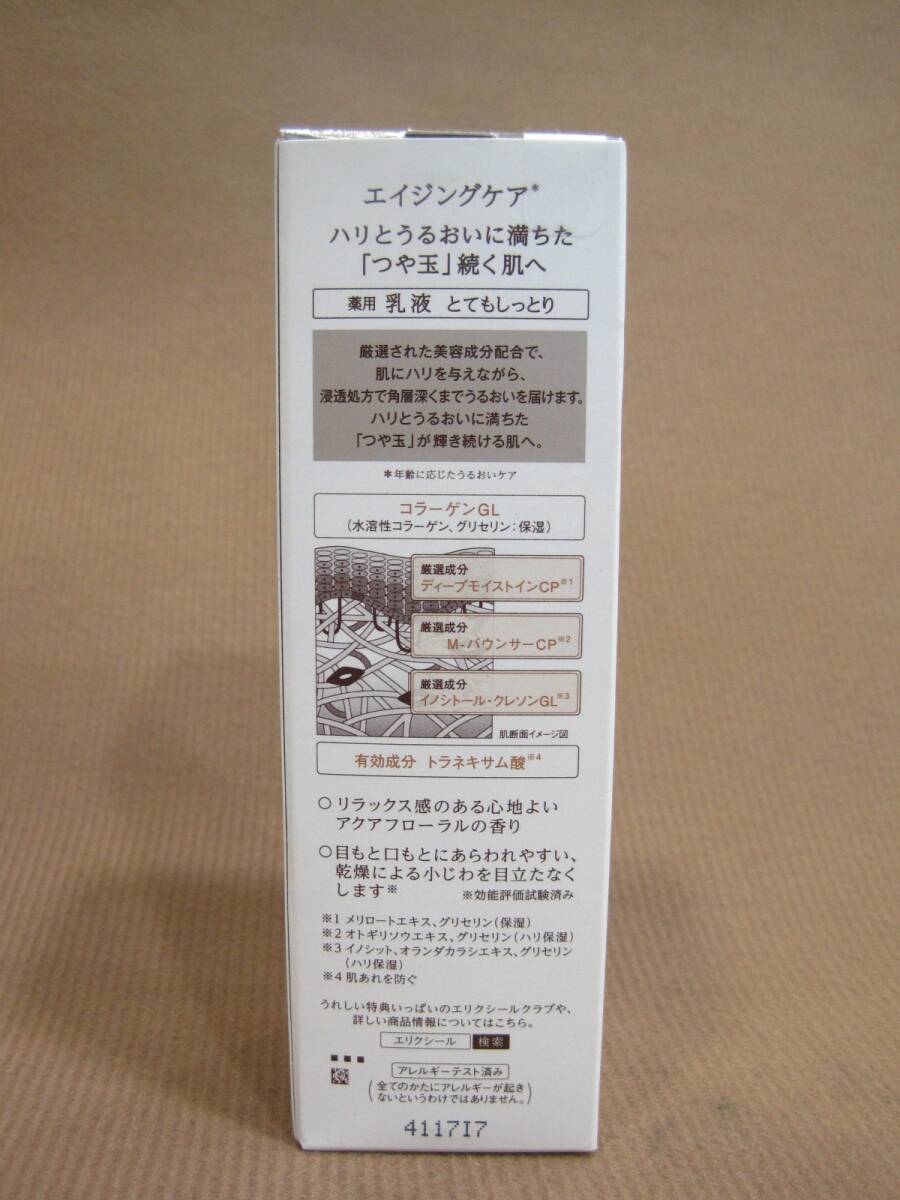 エイジングケア*
ハリとうるおいに満ちた
「つや玉」続く肌へ
薬用 乳液 とてもしっとり
厳選された美容成分配合で、
肌にハリを与えながら、
浸透処方で角層深くまでうるおいを届けます。
ハリとうるおいに満ちた
「つや玉」が輝き続ける肌へ。
*年齢に応じたうるおいケア
コラーゲンGL
(水溶性コラーゲン、グリセリン:保湿)
厳選成分
ディープモイストインCP※1
厳選成分
M-バウンサーCP※2
厳選成分
イノシトール・クレソンGL※3
肌断面イメージ図
有効成分 トラネキサム酸※4
○リラックス感のある心地よい
アクアフローラルの香り
○目もと口もとにあらわれやすい、
乾燥による小じわを目立たなく
します※ ※効能評価試験済み
※1 メリロートエキス、グリセリン(保湿)
※2 オトギリソウエキス、グリセリン(ハリ保湿)
※3 イノシット、オランダカラシエキス、グリセリン
(ハリ保湿)
※4 肌あれを防ぐ
うれしい特典いっぱいのエリクシールクラブや、
詳しい商品情報についてはこちら。
エリクシール 検索
アレルギーテスト済み
(全てのかたにアレルギーが起き
ないというわけではありません。)
4117I7